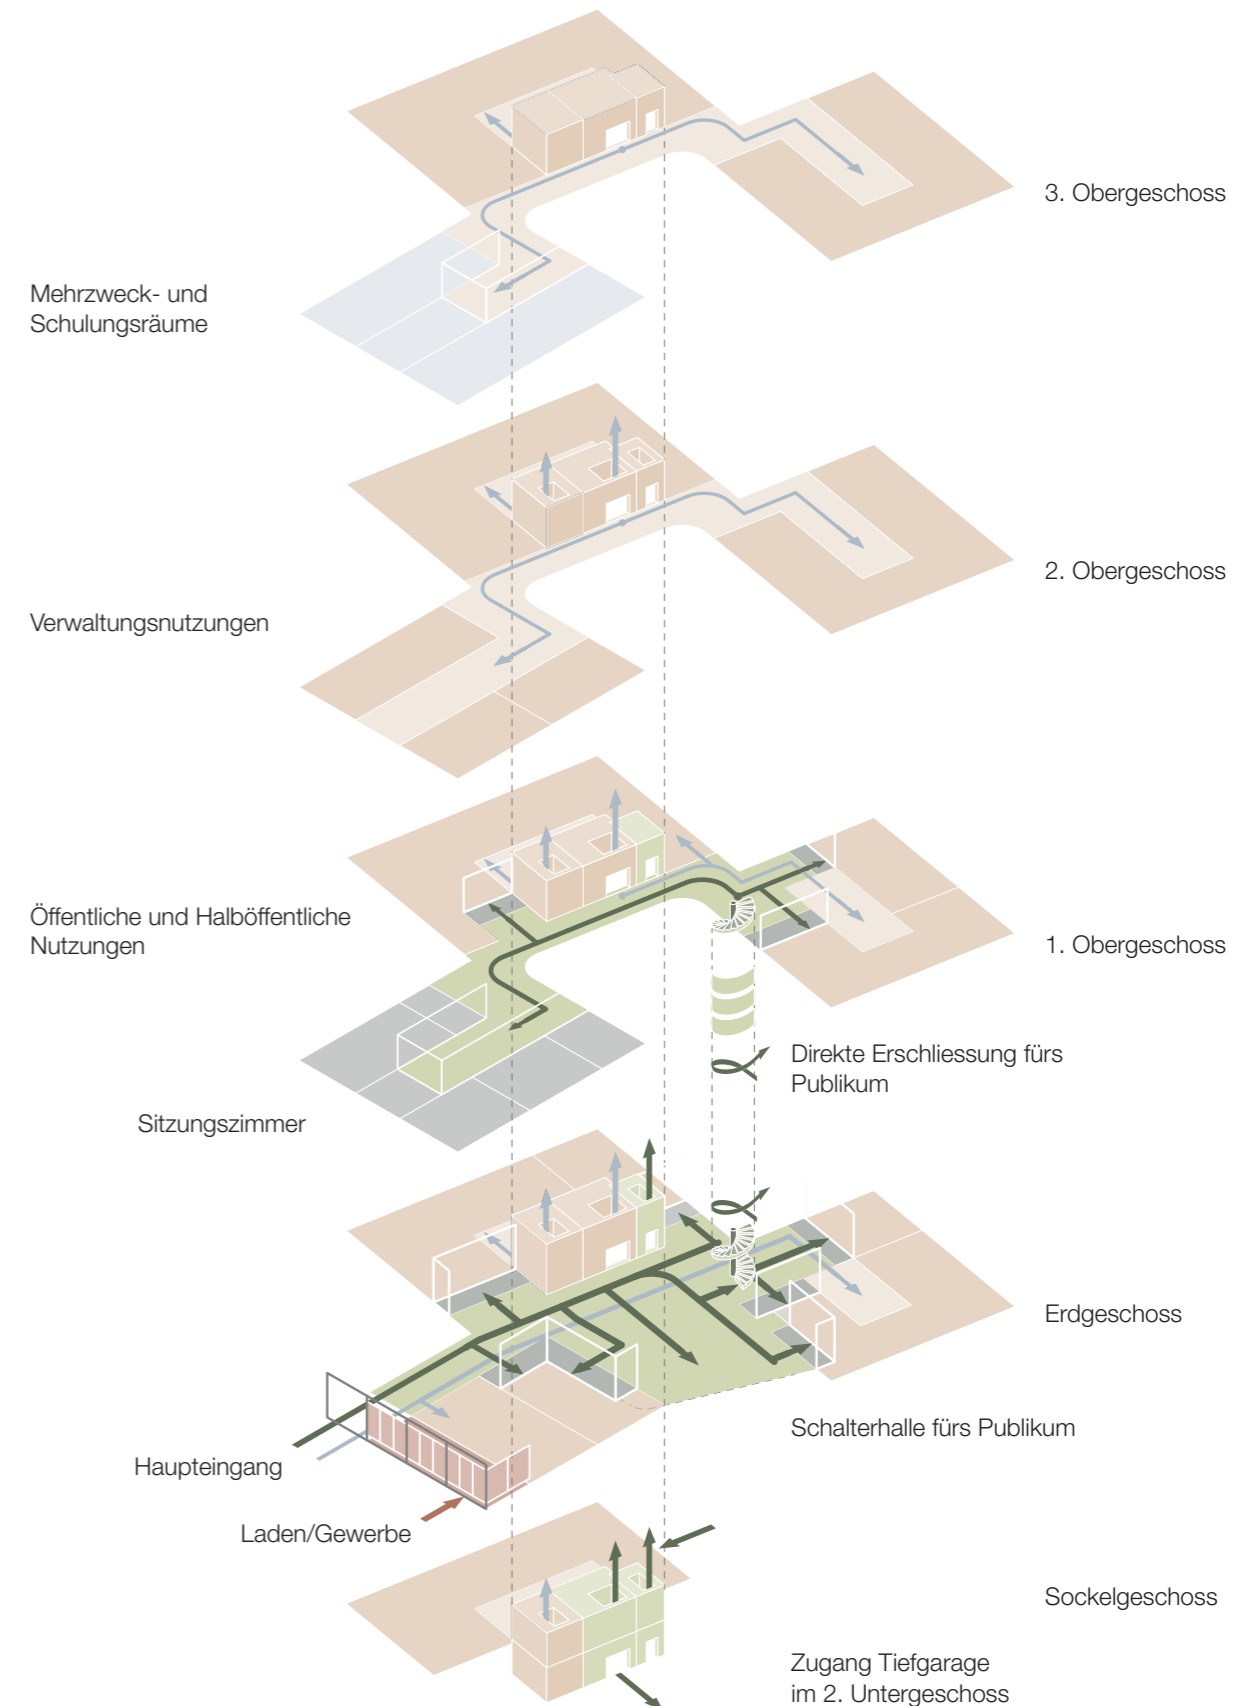 3. Obergeschoss
Mehrzweck- und
Schulungsräume
2. Obergeschoss
Verwaltungsnutzungen
Öffentliche und Halböffentliche
Nutzungen
1. Obergeschoss
Direkte Erschliessung fürs
Publikum
Sitzungszimmer
Erdgeschoss
Schalterhalle fürs Publikum
Haupteingang
Laden/Gewerbe
Sockelgeschoss
Zugang Tiefgarage
im 2. Untergeschoss